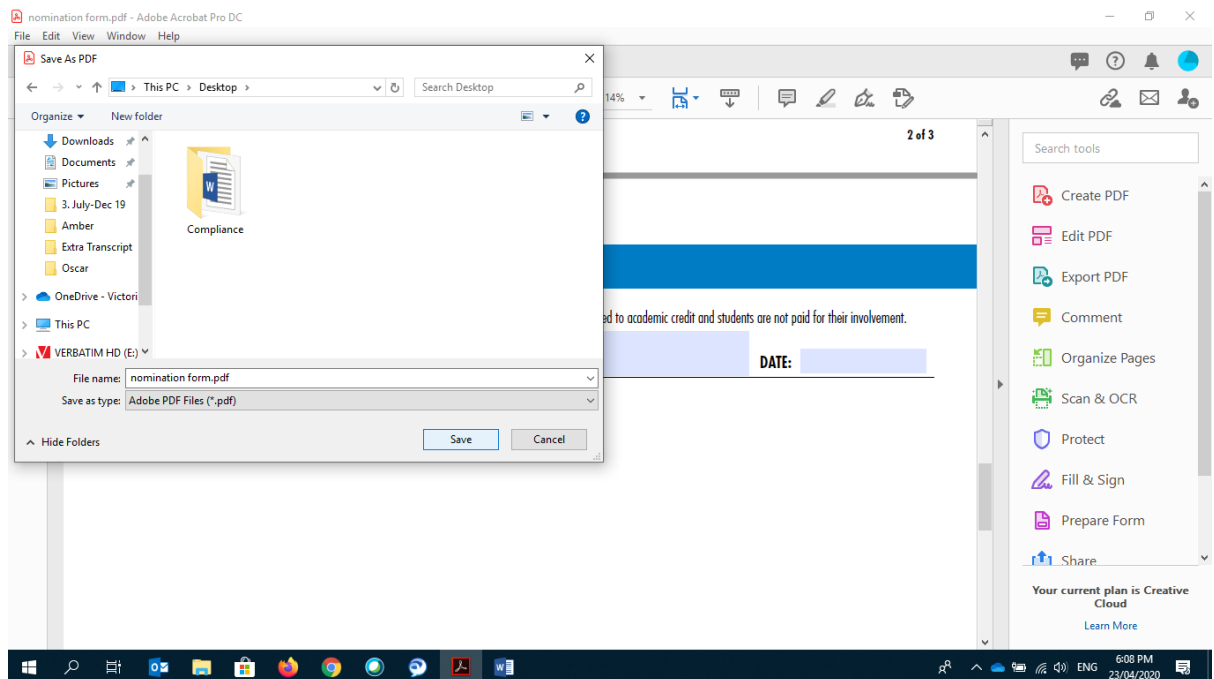 nomination form.pdf - Adobe Acrobat Pro DC
File Edit View Window Help
Save As PDF
This PC > Desktop >
Search Desktop
Organize
New folder
Downloads
Documents
Pictures
3. July-Dec 19
Amber
Extra Transcript
Oscar
OneDrive - Victori
This PC
VERBATIM HD (E:)
Compliance
File name: nomination form.pdf
Save as type: Adobe PDF Files (*.pdf)
Hide Folders
Save
Cancel
14%
2 of 3
ed to academic credit and students are not paid for their involvement.
DATE:
Search tools
Create PDF
Edit PDF
Export PDF
Comment
Organize Pages
Scan & OCR
Protect
Fill & Sign
Prepare Form
Share
Your current plan is Creative
Cloud
Learn More
ENG
6:08 PM
23/04/2020